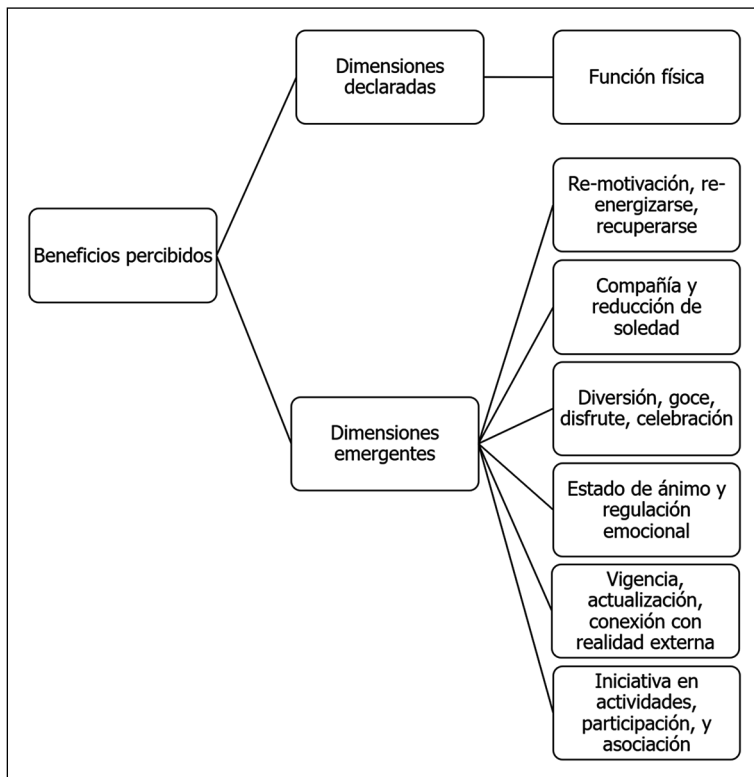 Dimensiones
declaradas
Función física
Beneficios percibidos
Dimensiones
emergentes
Re-motivación, re-
energizarse,
recuperarse
Compañía y
reducción de
soledad
Diversión, goce,
disfrute, celebración
Estado de ánimo y
regulación
emocional
Vigencia,
actualización,
conexión con
realidad externa
Iniciativa en
actividades,
participación, y
asociación